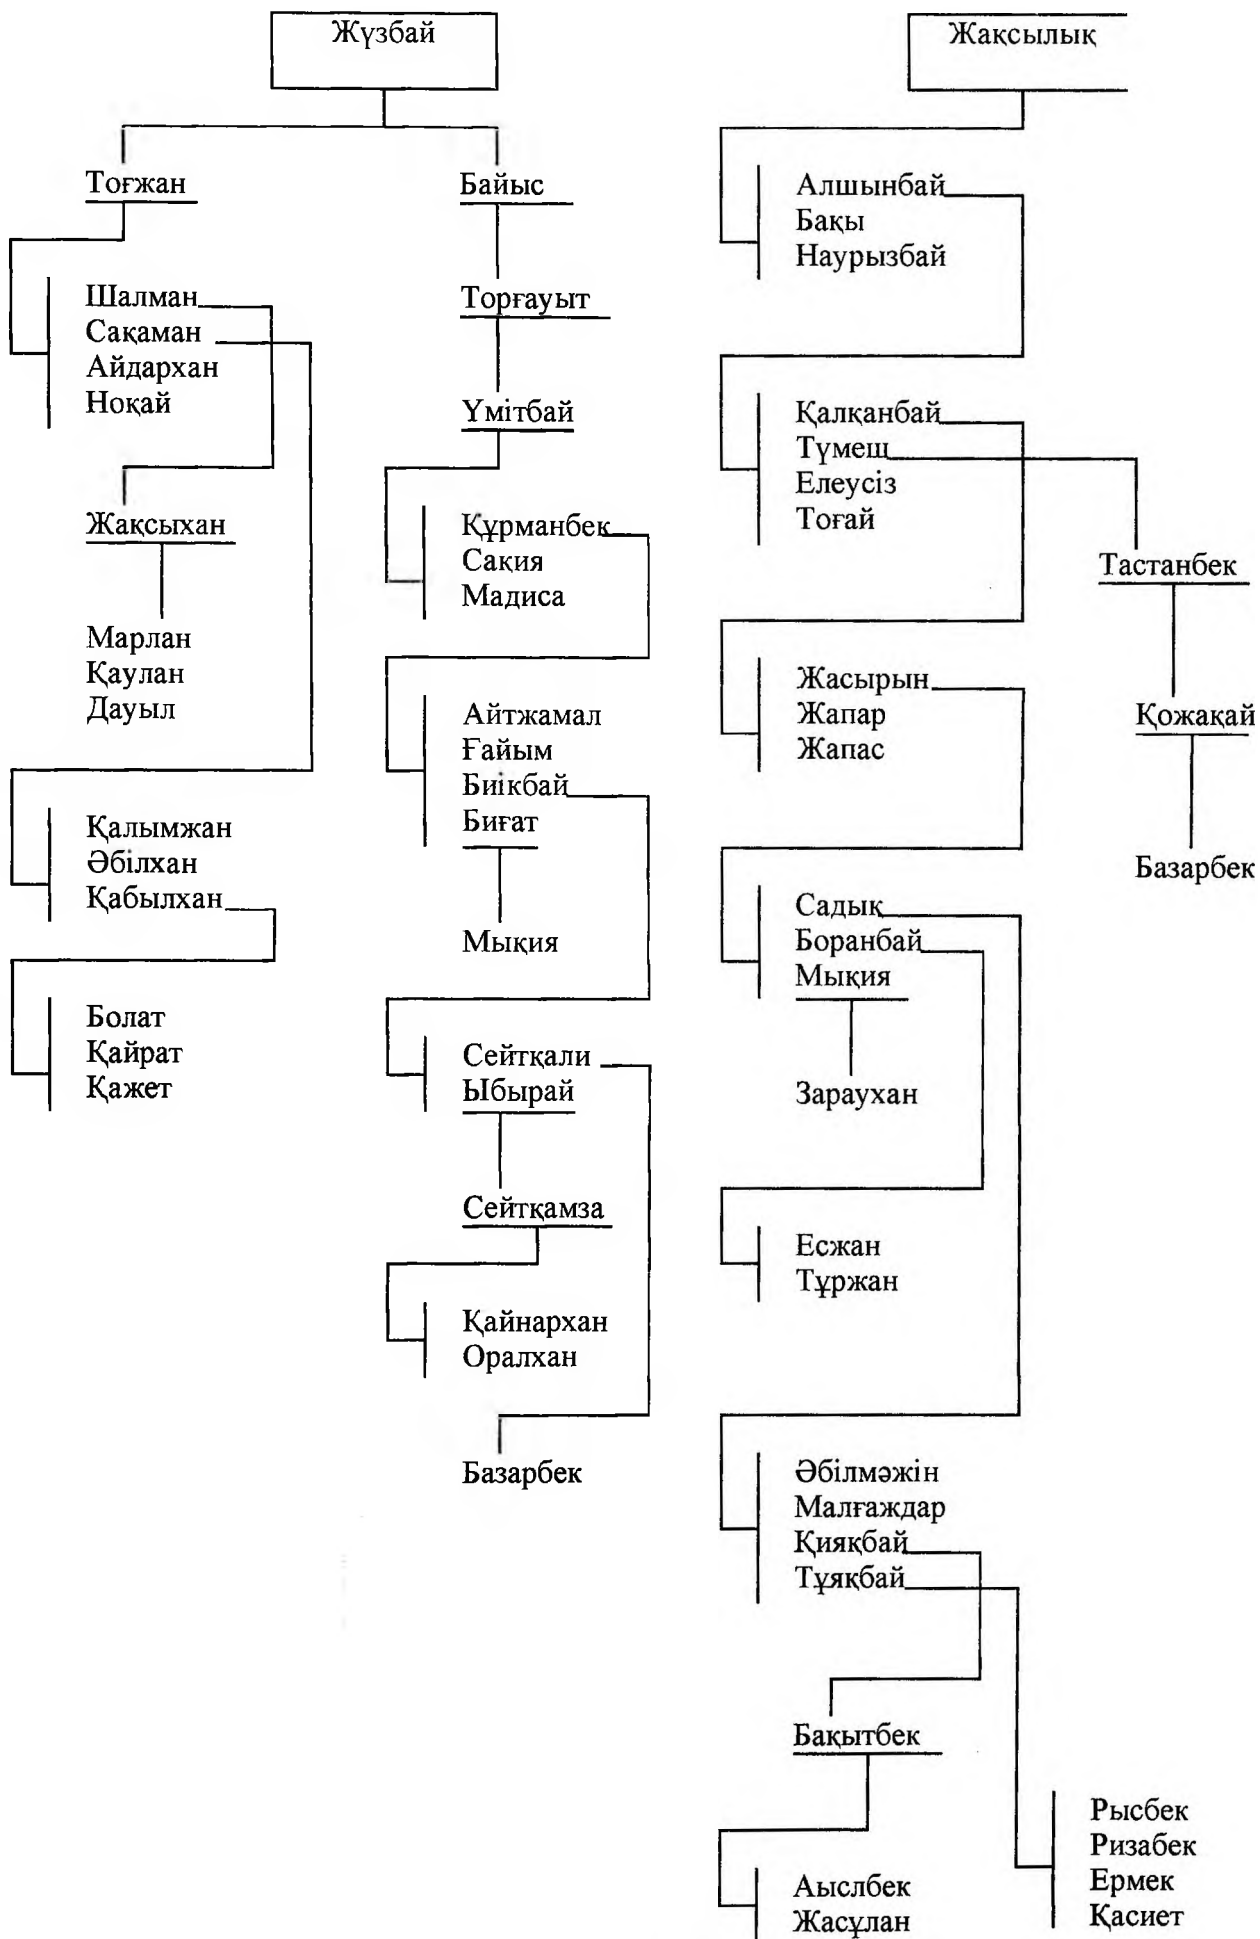 Жүзбай
Тоғжан
Шалман
Сақаман
Айдархан
Ноқай
Жақсыхан
Марлан
Қаулан
Дауыл
Қалымжан
Әбілхан
Қабылхан
Болат
Қайрат
Қажет
Байыс
Торғауыт
Үмітбай
Құрманбек
Сақия
Мадиса
Айтжамал
Ғайым
Биікбай
Биғат
Мықия
Сейтқали
Ыбырай
Сейтқамза
Қайнархан
Оралхан
Базарбек
Жақсылық
Алшынбай
Бақы
Наурызбай
Қалқанбай
Түмеш
Елеусіз
Тоғай
Тастанбек
Қожақай
Базарбек
Жасырын
Жапар
Жапас
Садық
Боранбай
Мықия
Зараухан
Есжан
Тұржан
Әбілмәжін
Малғаждар
Қияқбай
Тұяқбай
Бақытбек
Аыслбек
Жасұлан
Рысбек
Ризабек
Ермек
Қасиет